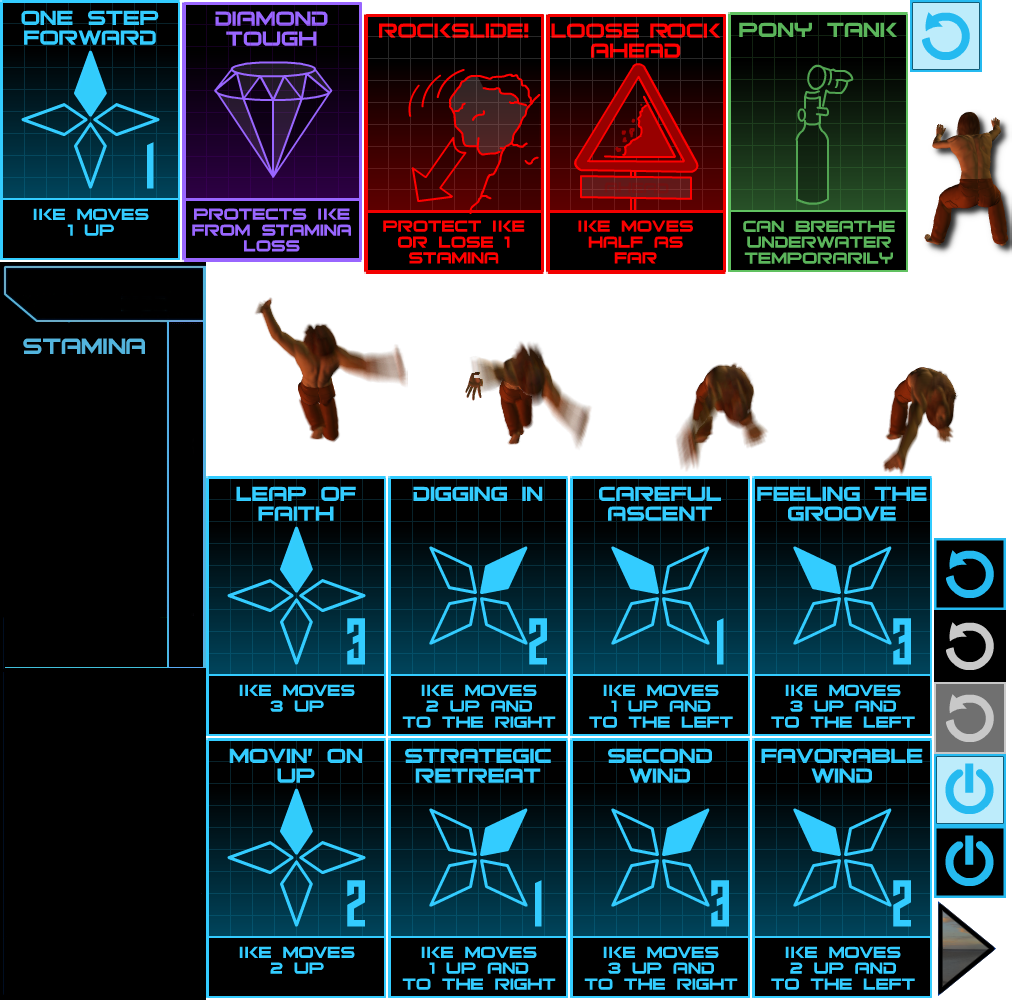 ONE STEP
FORWARD
1
IKE MOVES
1 UP
DIAMOND
TOUGH
PROTECTS IKE
FROM STAMINA
LOSS
ROCKSLIDE!
PROTECT IKE
OR LOSE 1
STAMINA
LOOSE ROCK
AHEAD
IKE MOVES
HALF AS
FAR
PONY TANK
CAN BREATHE
UNDERWATER
TEMPORARILY
STAMINA
LEAP OF
FAITH
3
IKE MOVES
3 UP
DIGGING IN
2
IKE MOVES
2 UP AND
TO THE RIGHT
CAREFUL
ASCENT
1
IKE MOVES
1 UP AND
TO THE LEFT
FEELING THE
GROOVE
3
IKE MOVES
3 UP AND
TO THE LEFT
MOVIN' ON
UP
2
IKE MOVES
2 UP
STRATEGIC
RETREAT
1
IKE MOVES
1 UP AND
TO THE RIGHT
SECOND
WIND
3
IKE MOVES
3 UP AND
TO THE RIGHT
FAVORABLE
WIND
2
IKE MOVES
2 UP AND
TO THE LEFT